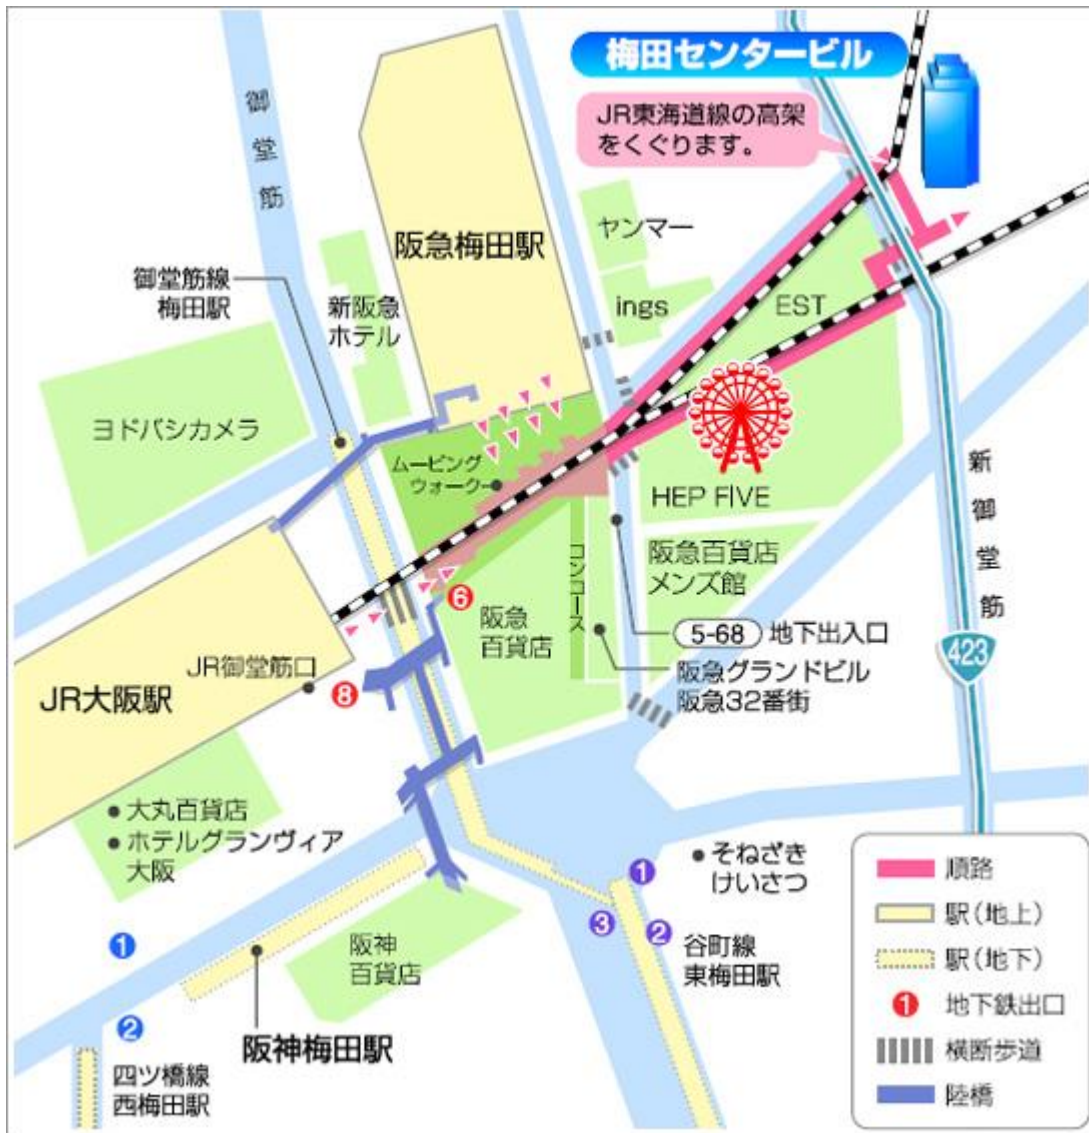 梅田センタービル
JR東海道線の高架
をくぐります。
御堂筋
阪急梅田駅
ヤンマー
御堂筋線
梅田駅
新阪急
ホテル
ings
EST
ヨドバシカメラ
ムービング
ウォーク
HEP FIVE
新御堂筋
コンコース
阪急百貨店
メンズ館
6
阪急
百貨店
5-68 地下出入口
423
JR御堂筋口
阪急グランドビル
阪急32番街
JR大阪駅
8
大丸百貨店
ホテルグランヴィア
大阪
そねざき
けいさつ
1
3
2
谷町線
東梅田駅
阪神
百貨店
1
2
阪神梅田駅
四ツ橋線
西梅田駅
順路
駅(地上)
駅(地下)
1 地下鉄出口
横断歩道
陸橋